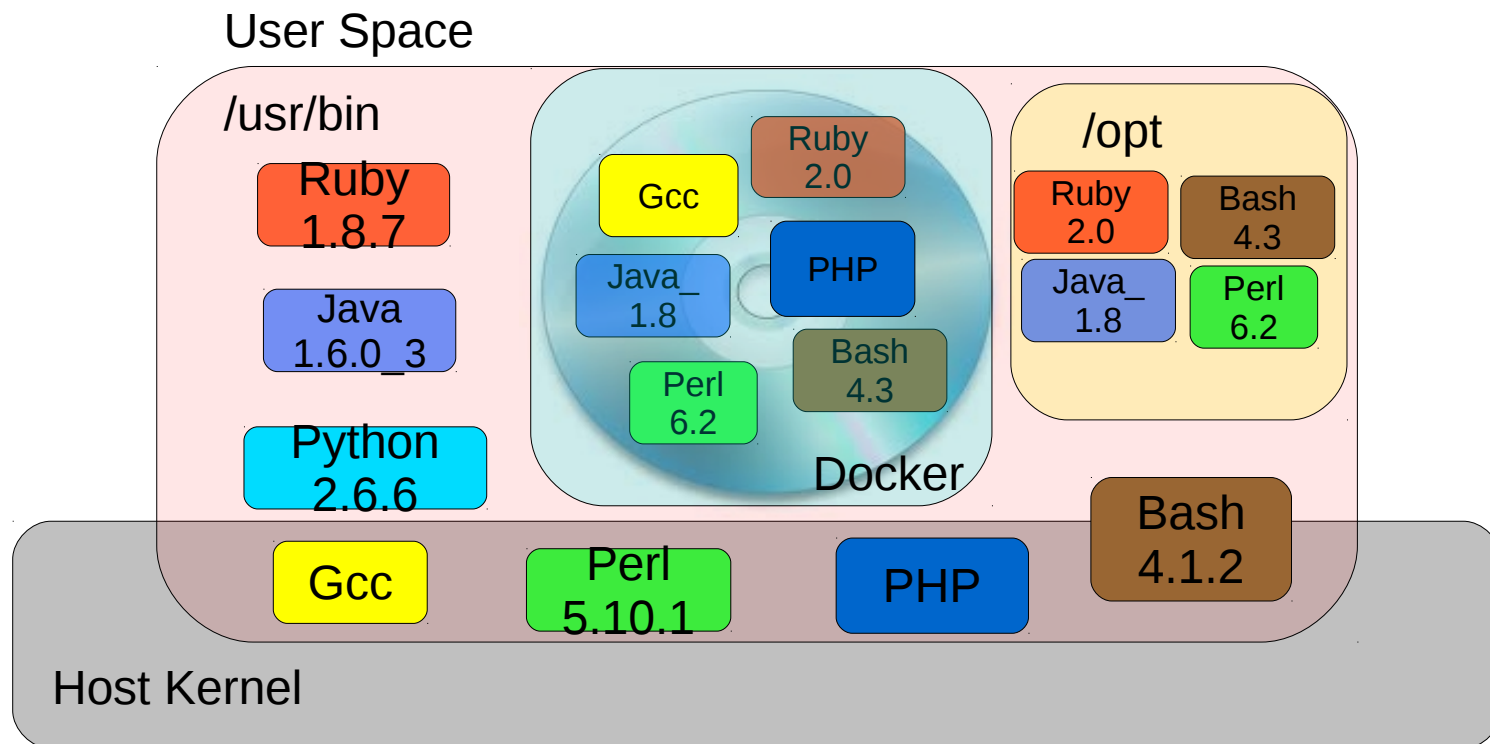 User Space
/usr/bin
Ruby
1.8.7
Java
1.6.0_3
Python
2.6.6
Gcc
Ruby
2.0
Java_
1.8
PHP
Perl
6.2
Bash
4.3
Docker
/opt
Ruby
2.0
Bash
4.3
Java_
1.8
Perl
6.2
Gcc
Perl
5.10.1
PHP
Bash
4.1.2
Host Kernel